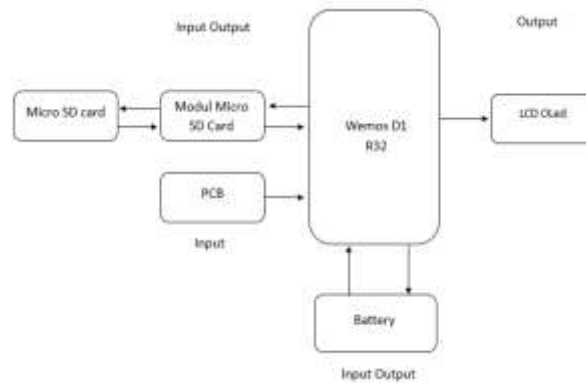 Input Output
Output
Micro SD card
Modul Micro
SD Card
Wemos D1
R32
LCD OLed
PCB
Input
Battery
Input Output